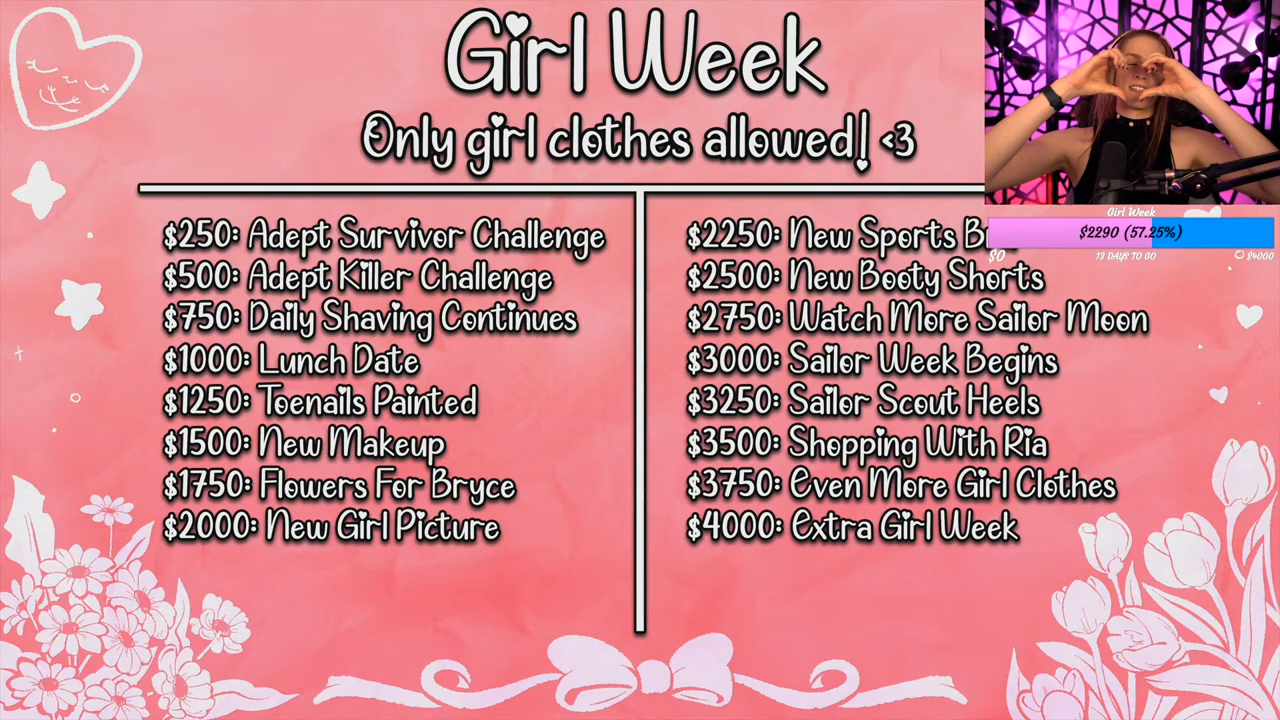 Girl Week
Only girl clothes allowed! <3
$250: Adept Survivor Challenge
$500: Adept Killer Challenge
$750: Daily Shaving Continues
$1000: Lunch Date
$1250: Toenails Painted
$1500: New Makeup
$1750: Flowers For Bryce
$2000: New Girl Picture
$2250: New Sports
$2500: New Booty Shorts
$2750: Watch More Sailor Moon
$3000: Sailor Week Begins
$3250: Sailor Scout Heels
$3500: Shopping With Ria
$3750: Even More Girl Clothes
$4000: Extra Girl Week
Girl Week
$2290 (57.25%)
$0 13 DAYS TO GO $4000